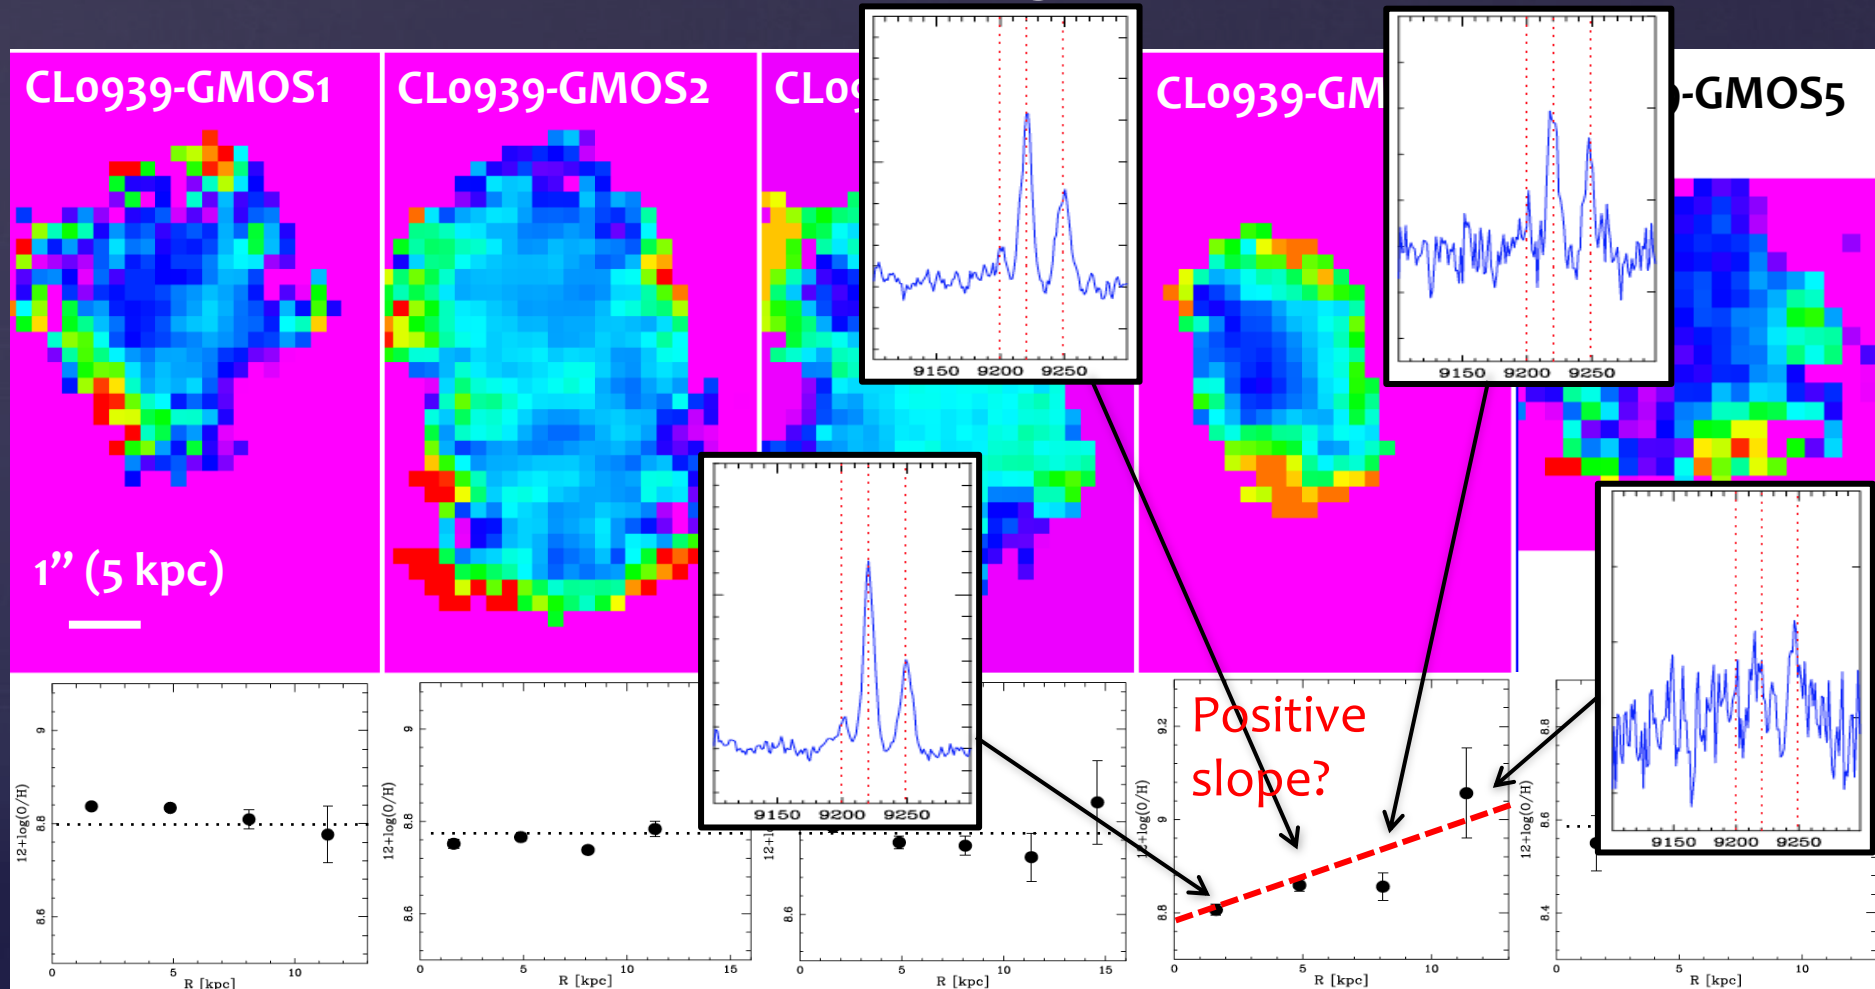 CL0939-GMOS1
CL0939-GMOS2
CL09
CL0939-GM
-GMOS5
9150 9200 9250
9150 9200 9250
1” (5 kpc)
9150 9200 9250
9150 9200 9250
Positive
slope?
12+log(O/H)
9
8.8
8.6
0 5 10
R [kpc]
12+log(O/H)
9
8.8
8.6
0 5 10 15
R [kpc]
12+lo
8.6
0 5 10 15
R [kpc]
12+log(O/H)
9.2
9
8.8
0 5 10
R [kpc]
12+log(O/H)
8.8
8.6
8.4
0 5 10
R [kpc]